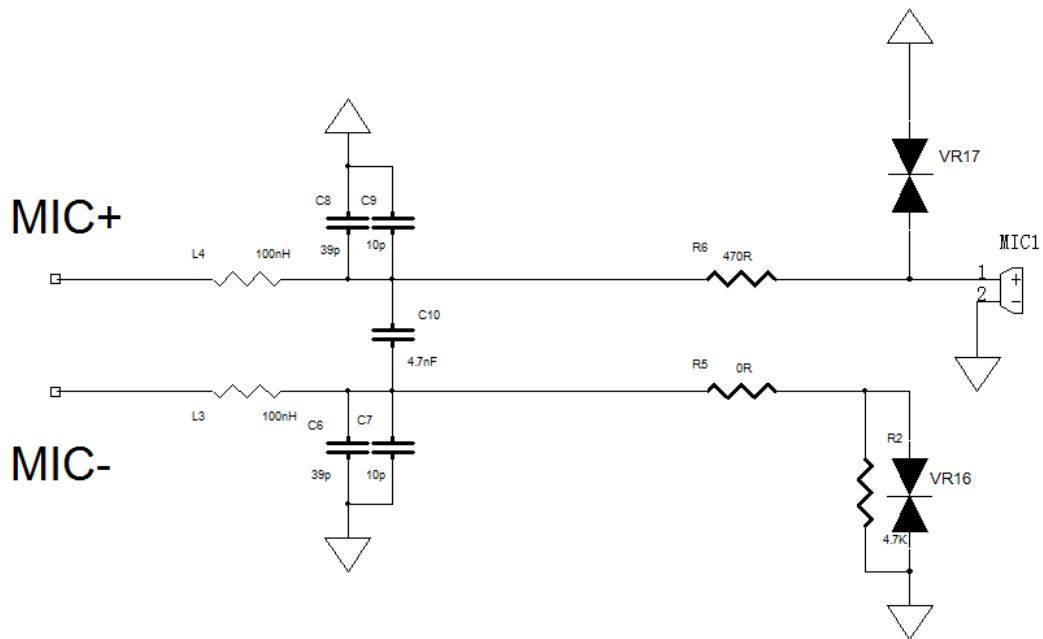 VR17
MIC+
C8 C9
39p 10p
MIC1
L4 100nH
R6 470R
1 +
2 −
C10
4.7nF
R5 0R
L3 100nH
C6 C7
39p 10p
MIC-
R2
VR16
4.7K